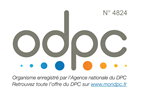 N° 4824
odpc
Organisme enregistré par l'Agence nationale du DPC
Retrouvez toute l'offre du DPC sur www.mondpc.fr